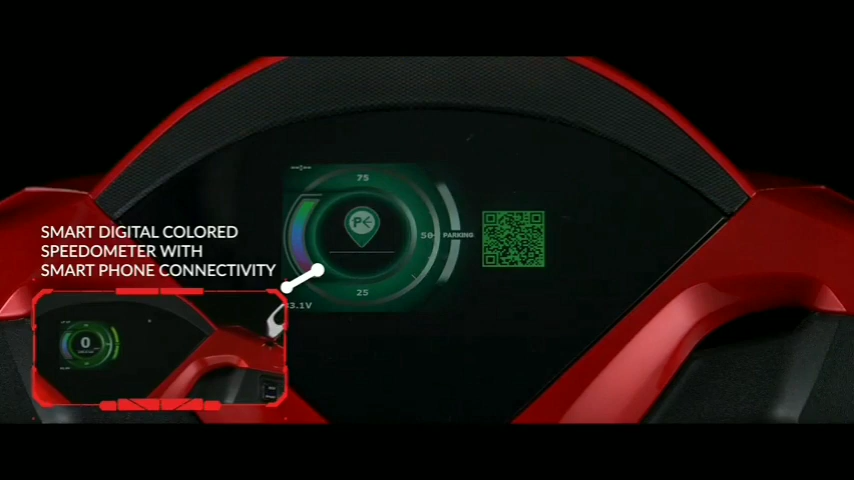 75
P
50 PARKING
25
3.1V
SMART DIGITAL COLORED
SPEEDOMETER WITH
SMART PHONE CONNECTIVITY
0